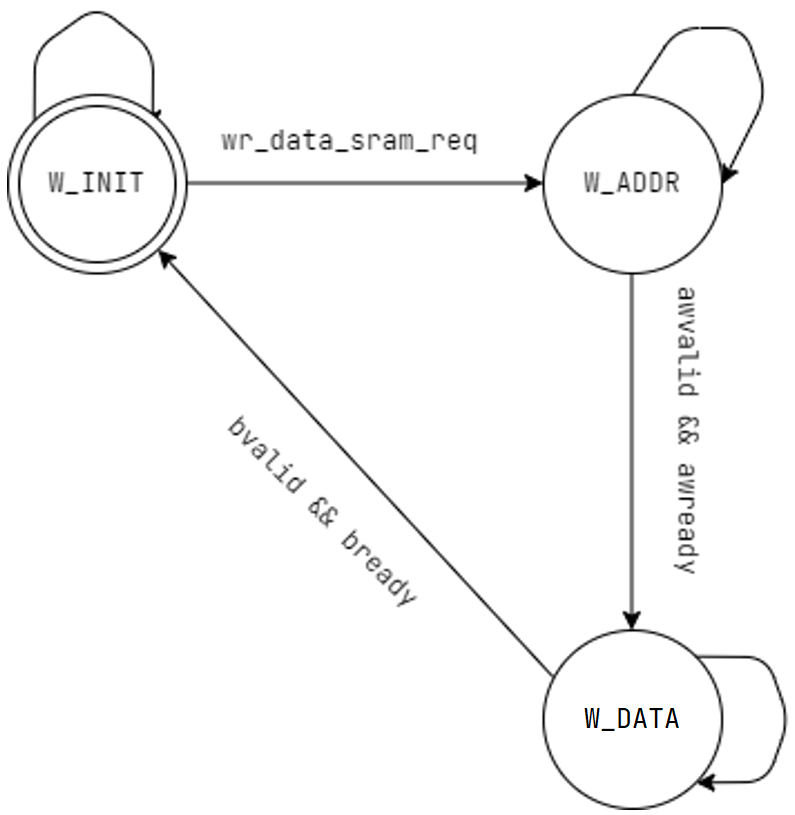 wr_data_sram_req
W_INIT
W_ADDR
awvalid && awready
bvalid && bready
W_DATA